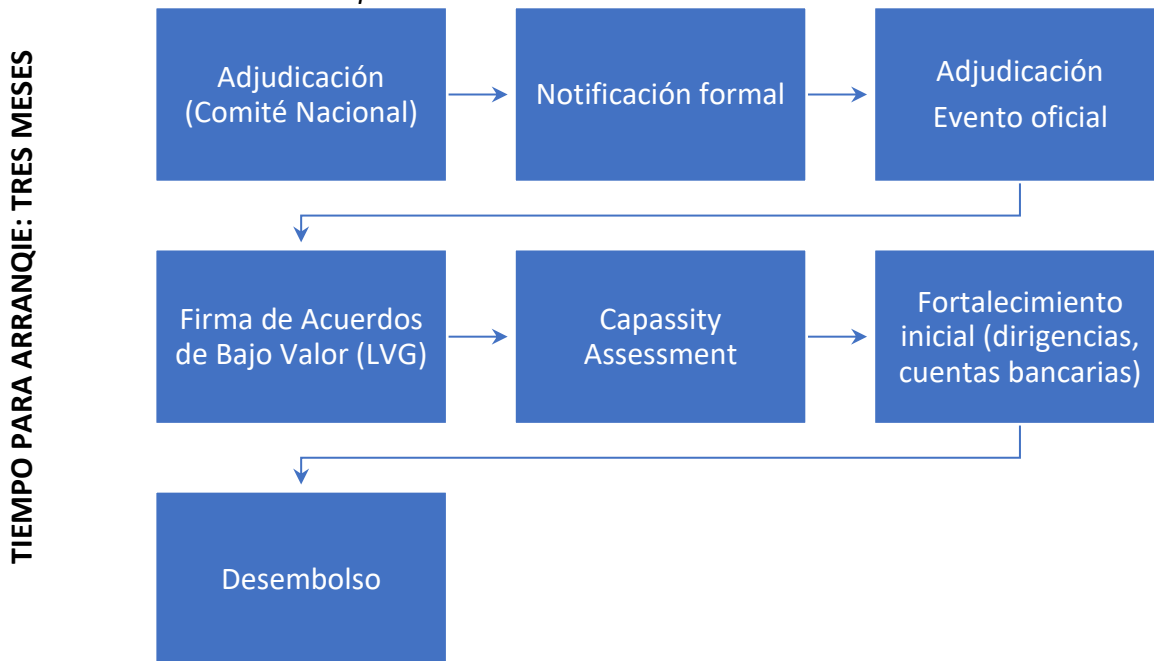 TIEMPO PARA ARRANQIE: TRES MESES
Adjudicación
(Comité Nacional)
Notificación formal
Adjudicación
Evento oficial
Firma de Acuerdos
de Bajo Valor (LVG)
Capassity
Assessment
Fortalecimiento
inicial (dirigencias,
cuentas bancarias)
Desembolso